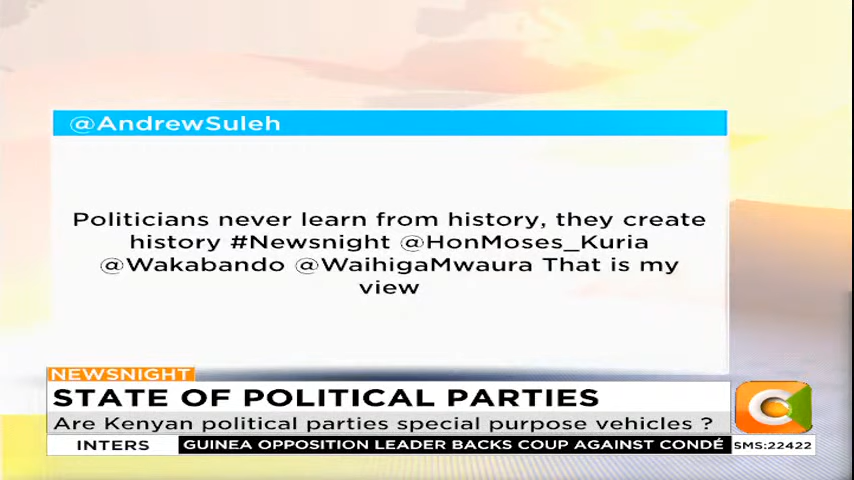 @AndrewSuleh
Politicians never learn from history, they create
history #Newsnight @HonMoses_Kuria
@Wakabando @WaihigaMwaura That is my
view
NEWSNIGHT
STATE OF POLITICAL PARTIES
Are Kenyan political parties special purpose vehicles ?
INTERS GUINEA OPPOSITION LEADER BACKS COUP AGAINST CONDÉ SMS:22422